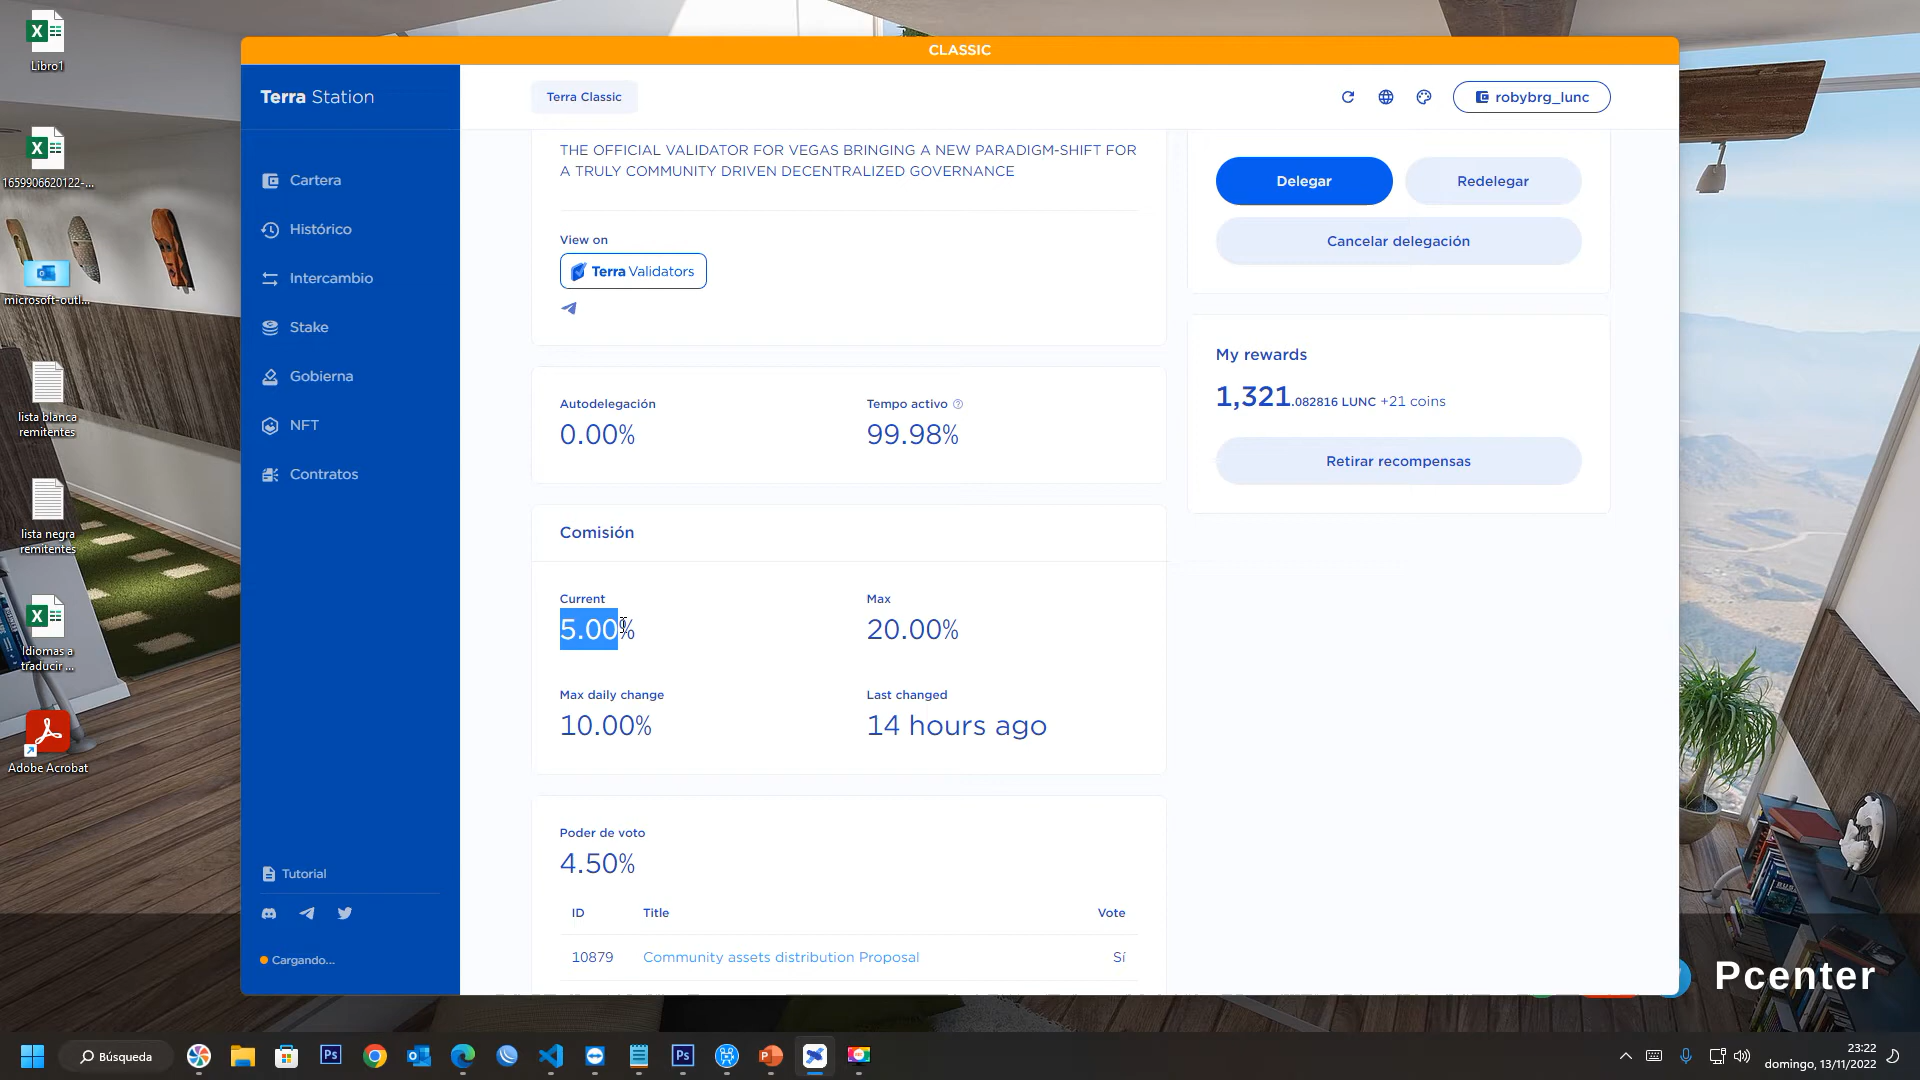 Libro1
1659906620122-...
microsoft-outl...
lista blanca
remitentes
lista negra
remitentes
Idiomas a
traducir ...
Adobe Acrobat
CLASSIC
Terra Station
Cartera
Histórico
Intercambio
Stake
Gobierna
NFT
Contratos
Tutorial
Cargando...
Terra Classic
robybrg_lunc
THE OFFICIAL VALIDATOR FOR VEGAS BRINGING A NEW PARADIGM-SHIFT FOR
A TRULY COMMUNITY DRIVEN DECENTRALIZED GOVERNANCE
View on
Terra Validators
Autodelegación
0.00%
Tempo activo
99.98%
Comisión
Current
5.00%
Max
20.00%
Max daily change
10.00%
Last changed
14 hours ago
Poder de voto
4.50%
ID Title Vote
10879 Community assets distribution Proposal Sí
Delegar
Redelegar
Cancelar delegación
My rewards
1,321.082816 LUNC +21 coins
Retirar recompensas
Pcenter
Búsqueda
Ps
Ps
23:22
domingo, 13/11/2022